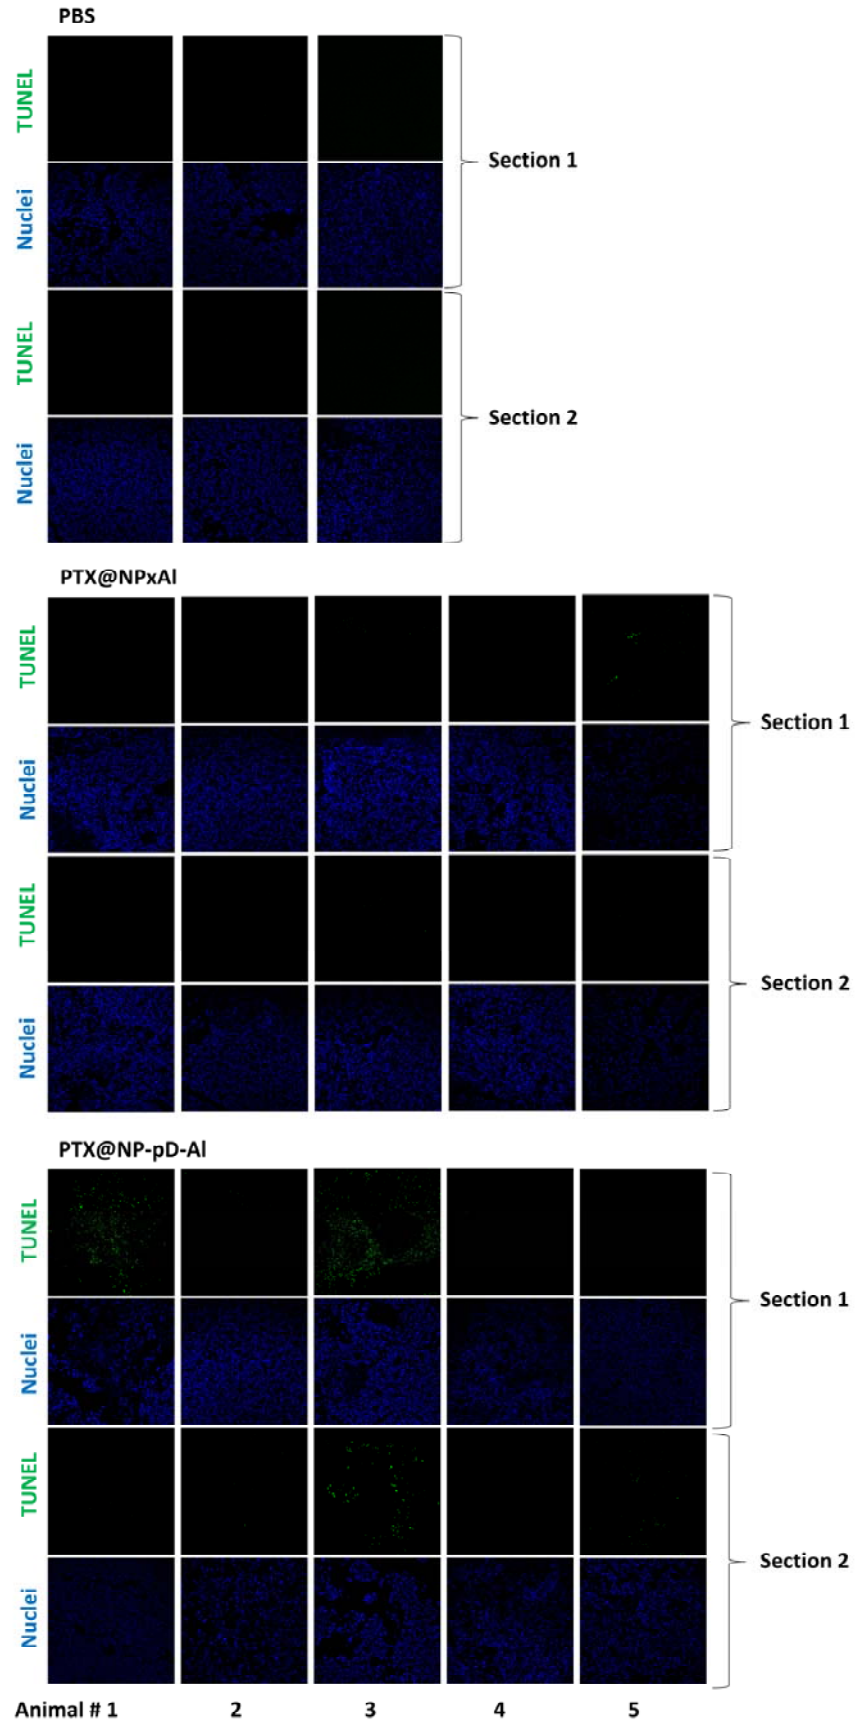 PBS
TUNEL
Nuclei
Section 1
TUNEL
Nuclei
Section 2
PTX@NPxAl
TUNEL
Nuclei
Section 1
TUNEL
Nuclei
Section 2
PTX@NP-pD-Al
TUNEL
Nuclei
Section 1
TUNEL
Nuclei
Section 2
Animal # 1 2 3 4 5